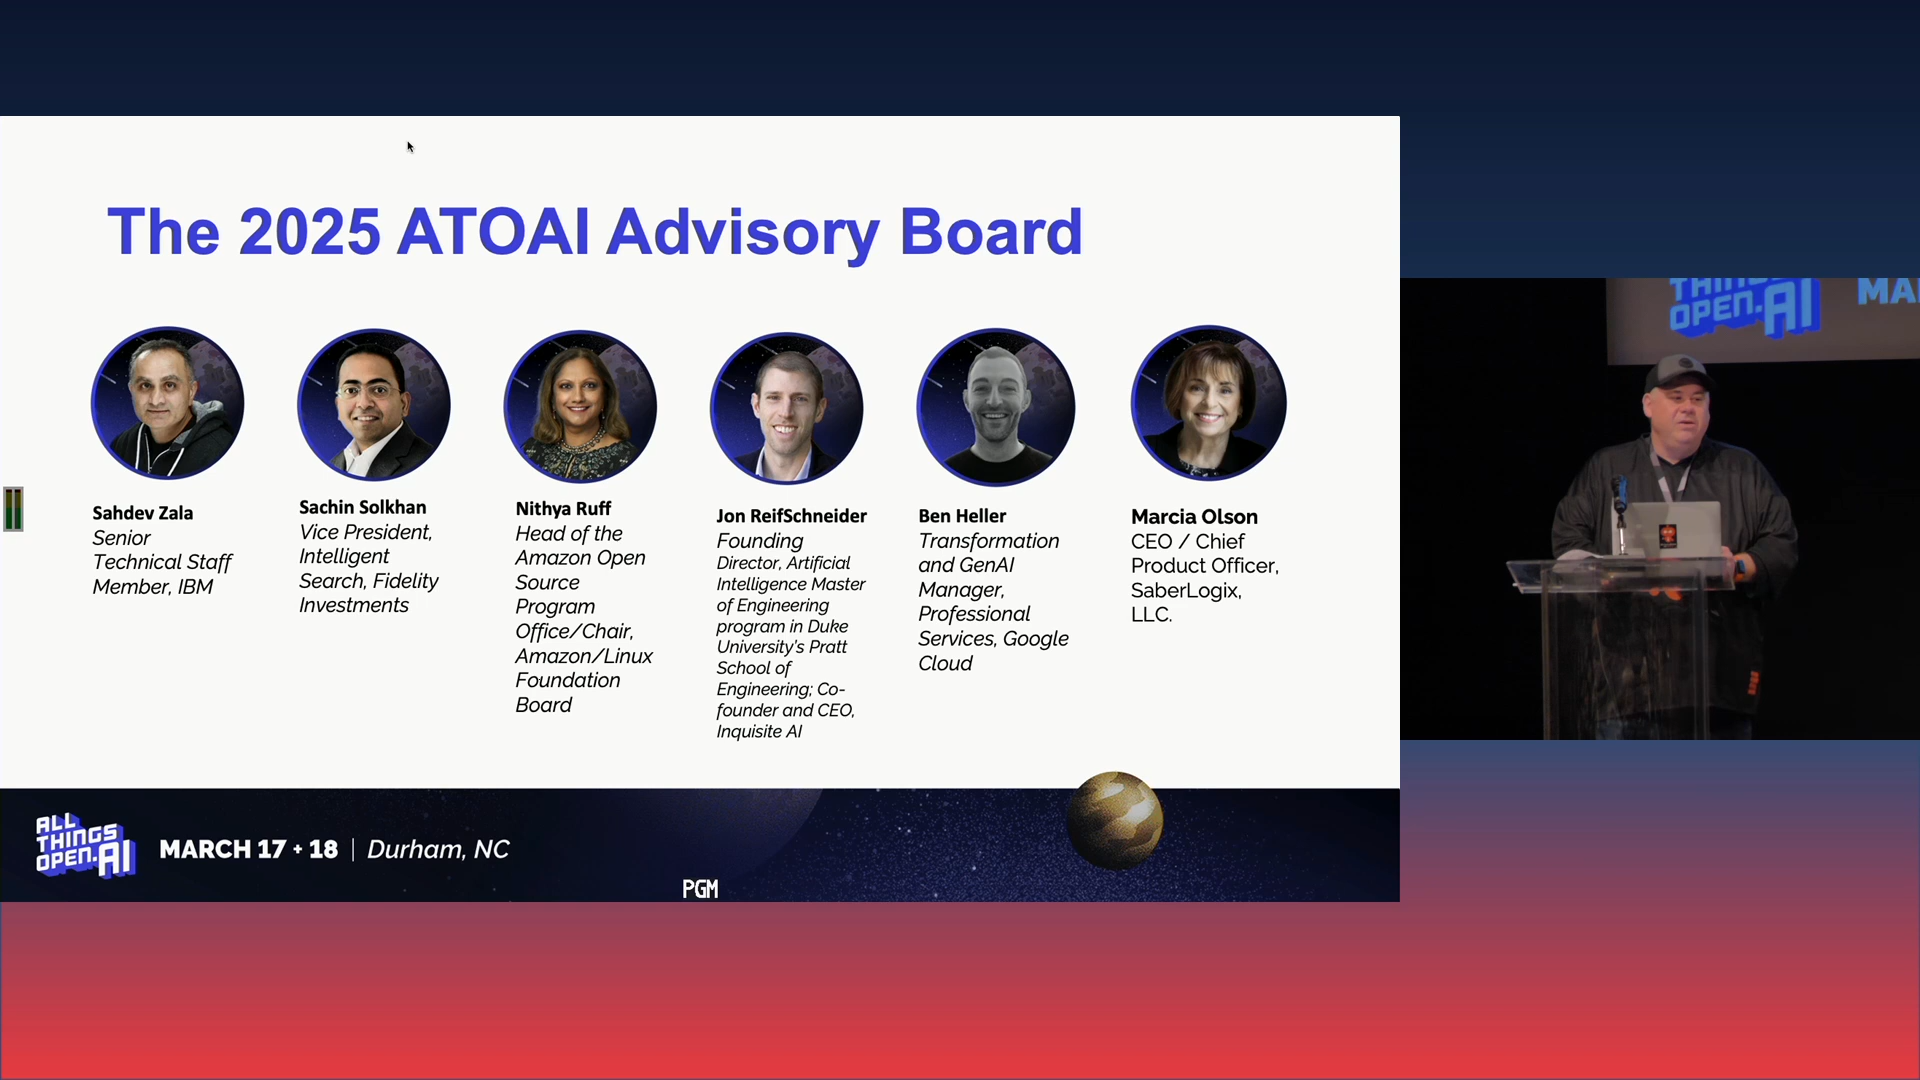 The 2025 ATOAI Advisory Board
Sahdev Zala
Senior
Technical Staff
Member, IBM
Sachin Solkhan
Vice President,
Intelligent
Search, Fidelity
Investments
Nithya Ruff
Head of the
Amazon Open
Source
Program
Office/Chair,
Amazon/Linux
Foundation
Board
Jon ReifSchneider
Founding
Director, Artificial
Intelligence Master
of Engineering
program in Duke
University's Pratt
School of
Engineering; Co-
founder and CEO,
Inquisite AI
Ben Heller
Transformation
and GenAI
Manager,
Professional
Services, Google
Cloud
Marcia Olson
CEO / Chief
Product Officer,
SaberLogix,
LLC.
ALL
THINGS
OPEN.AI
MARCH 17 + 18 | Durham, NC
PGM
THINGS
OPEN.AI
MA